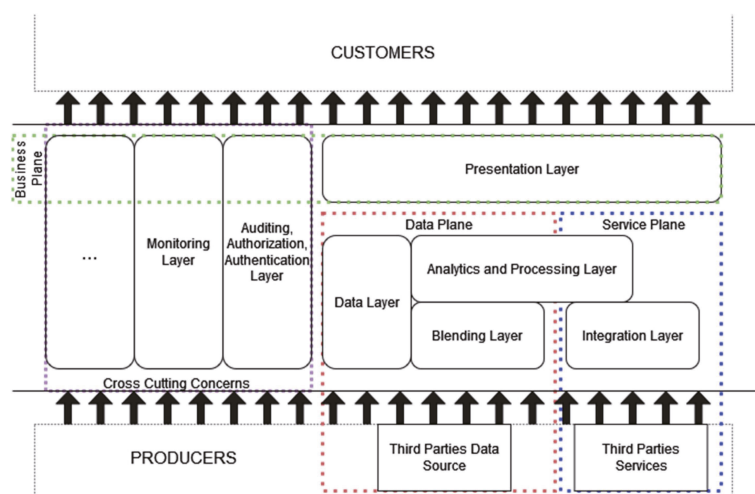 CUSTOMERS
Business
Plane
Presentation Layer
...
Monitoring
Layer
Auditing,
Authorization,
Authentication
Layer
Data Plane
Service Plane
Analytics and Processing Layer
Data Layer
Blending Layer
Integration Layer
Cross Cutting Concerns
PRODUCERS
Third Parties Data
Source
Third Parties
Services